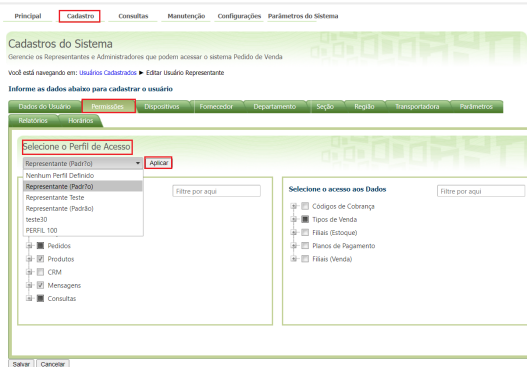 Principal Cadastro Consultas Manutenção Configurações Parâmetros do Sistema
Cadastros do Sistema
Gerencie os Representantes e Administradores que podem acessar o sistema Pedido de Venda
Você está navegando em: Usuários Cadastrados ► Editar Usuário Representante
Informe as dados abaixo para cadastrar o usuário
Dados do Usuário Permissões Dispositivos Fornecedor Departamento Seção Região Transportadora Parâmetros
Relatórios Horários
Selecione o Perfil de Acesso
Representante (Padr?o) Aplicar
Nenhum Perfil Definido
Representante (Padr?o)
Representante Teste
Representante (Padrão)
teste30
PERFIL 100
Filtre por aqui
Pedidos
Produtos
CRM
Mensagens
Consultas
Selecione o acesso aos Dados Filtre por aqui
Códigos de Cobrança
Tipos de Venda
Filiais (Estoque)
Planos de Pagamento
Filiais (Venda)
Salvar Cancelar